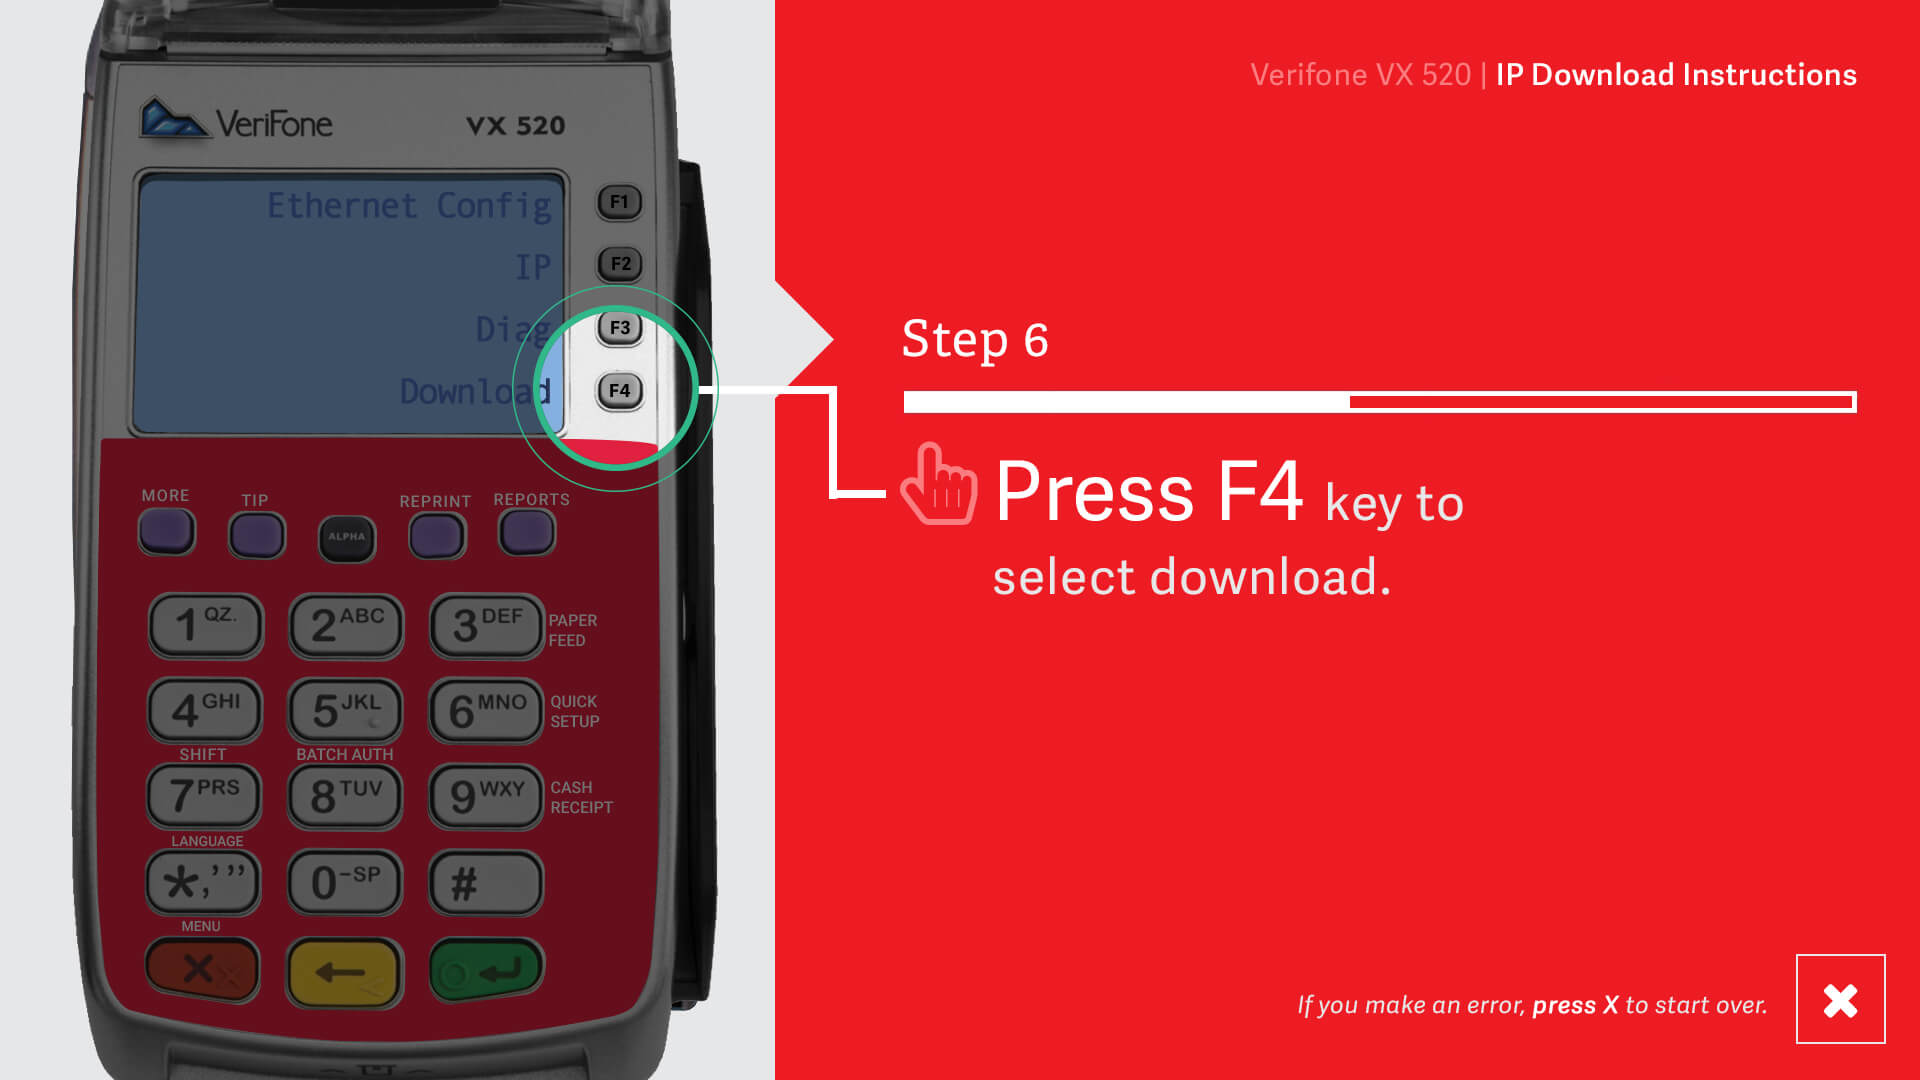 Verifone VX 520 | IP Download Instructions
VeriFone
VX 520
Ethernet Config
F1
IP
F2
Diag
F3
Download
F4
Step 6
Press F4 key to
select download.
MORE
TIP
ALPHA
REPRINT
REPORTS
1 QZ.
2 ABC
3 DEF
PAPER
FEED
4 GHI
5 JKL
6 MNO
QUICK
SETUP
SHIFT
BATCH AUTH
7 PRS
8 TUV
9 WXY
CASH
RECEIPT
LANGUAGE
*,'”
0 -SP
#
MENU
If you make an error, press X to start over.